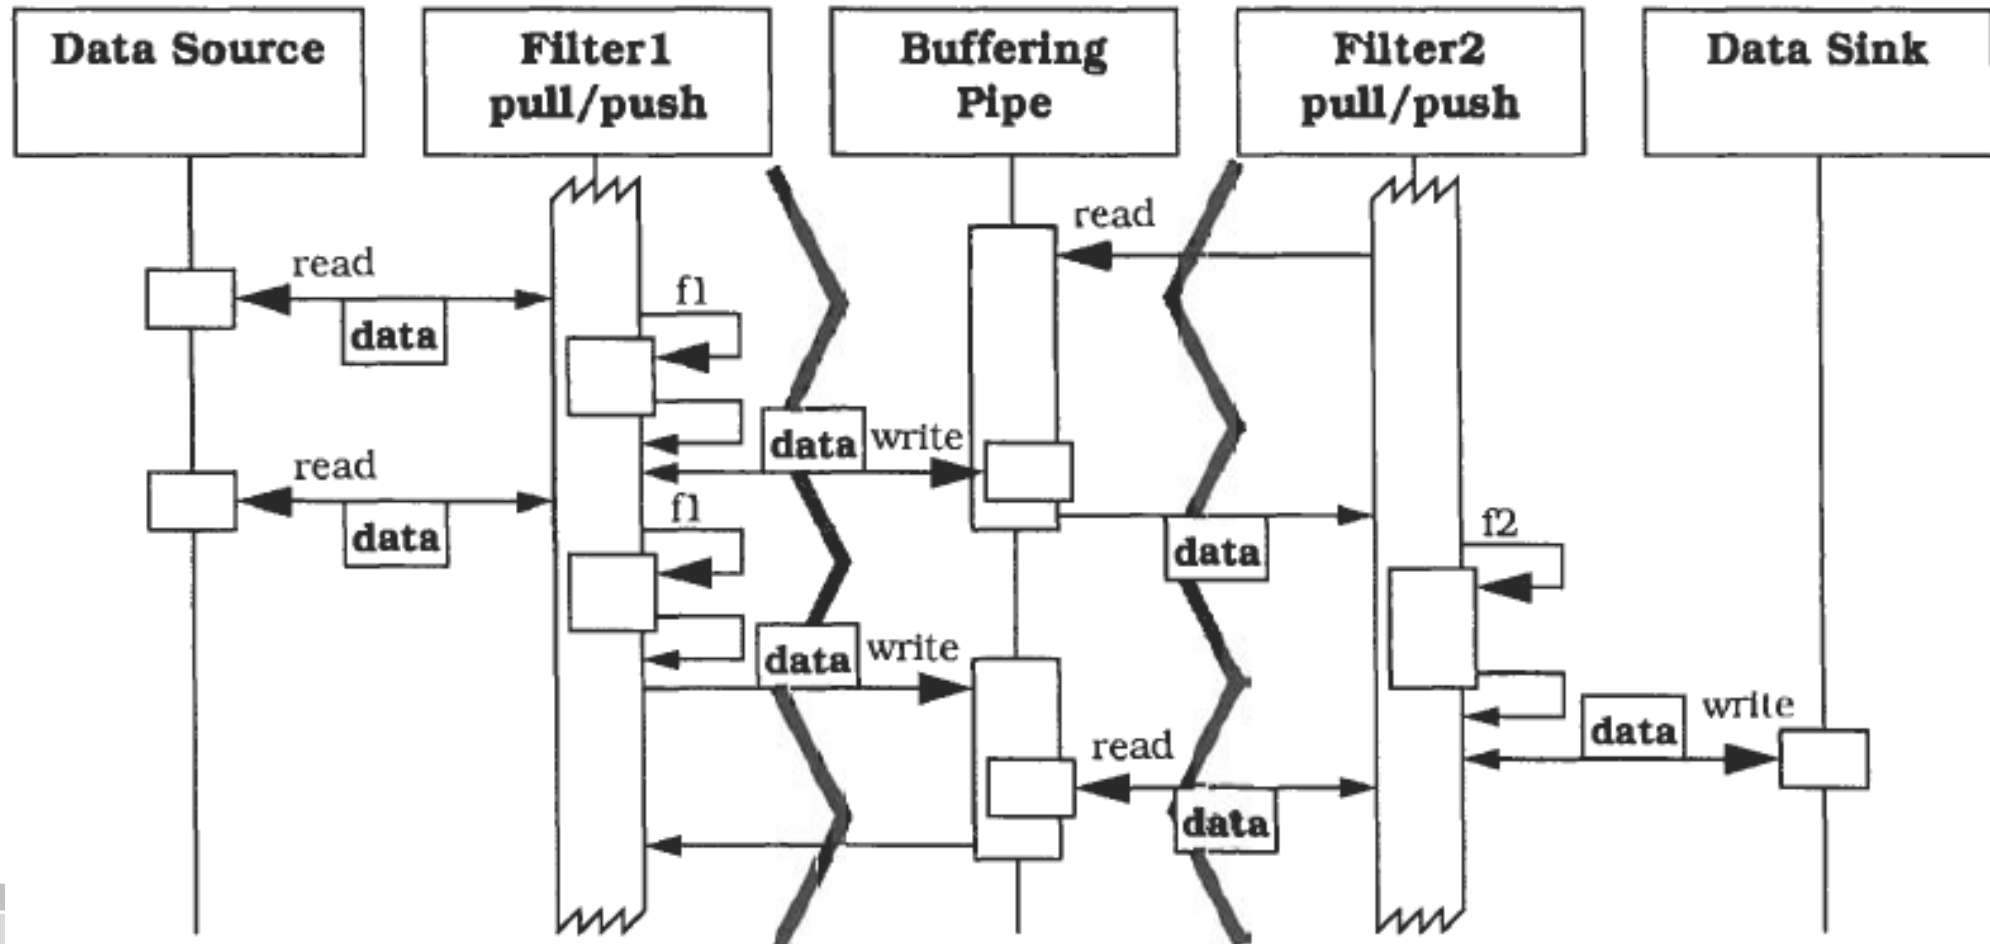 Data Source
Filter1
pull/push
Buffering
Pipe
Filter2
pull/push
Data Sink
read
read
data
f1
data write
read
data
f1
data
f2
data write
data write
read
data